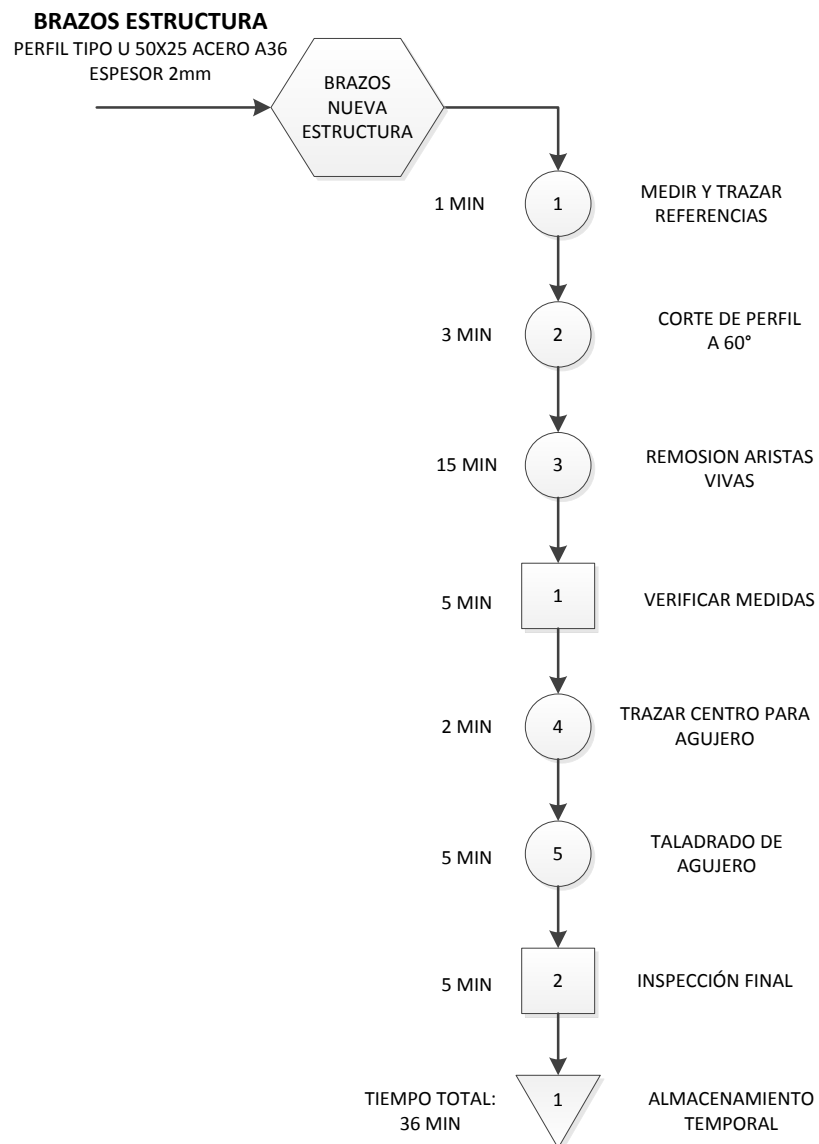 BRAZOS ESTRUCTURA
PERFIL TIPO U 50X25 ACERO A36
ESPESOR 2mm
BRAZOS
NUEVA
ESTRUCTURA
1 MIN
1
MEDIR Y TRAZAR
REFERENCIAS
3 MIN
2
CORTE DE PERFIL
A 60°
15 MIN
3
REMOSION ARISTAS
VIVAS
5 MIN
1
VERIFICAR MEDIDAS
2 MIN
4
TRAZAR CENTRO PARA
AGUJERO
5 MIN
5
TALADRADO DE
AGUJERO
5 MIN
2
INSPECCIÓN FINAL
TIEMPO TOTAL:
36 MIN
1
ALMACENAMIENTO
TEMPORAL